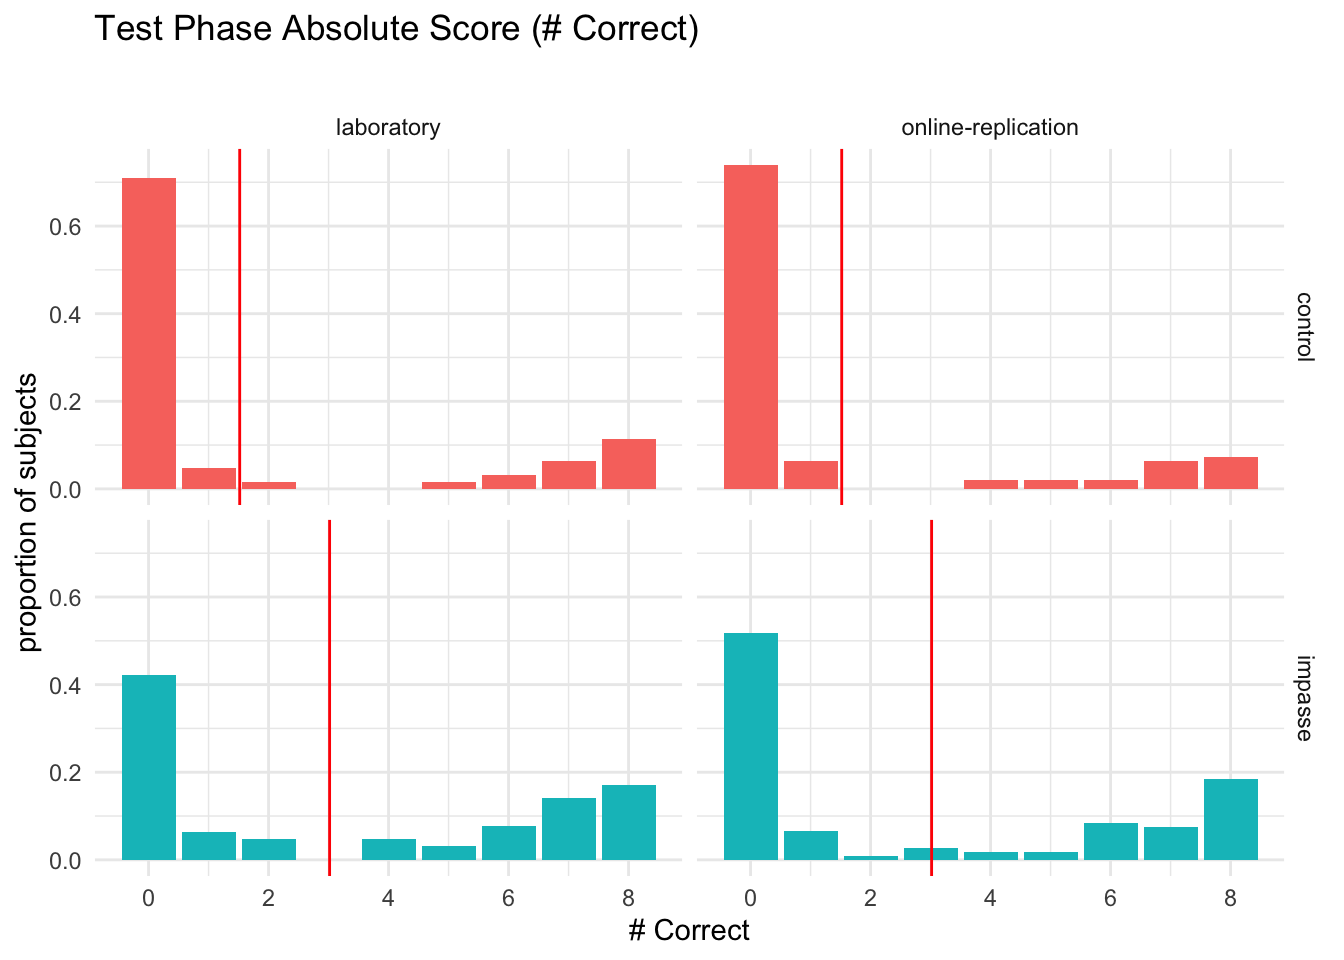 Test Phase Absolute Score (# Correct)
laboratory
online-replication
0.6
0.4
0.2
0.0
control
0.6
0.4
0.2
0.0
impasse
proportion of subjects
0 2 4 6 8
0 2 4 6 8
# Correct